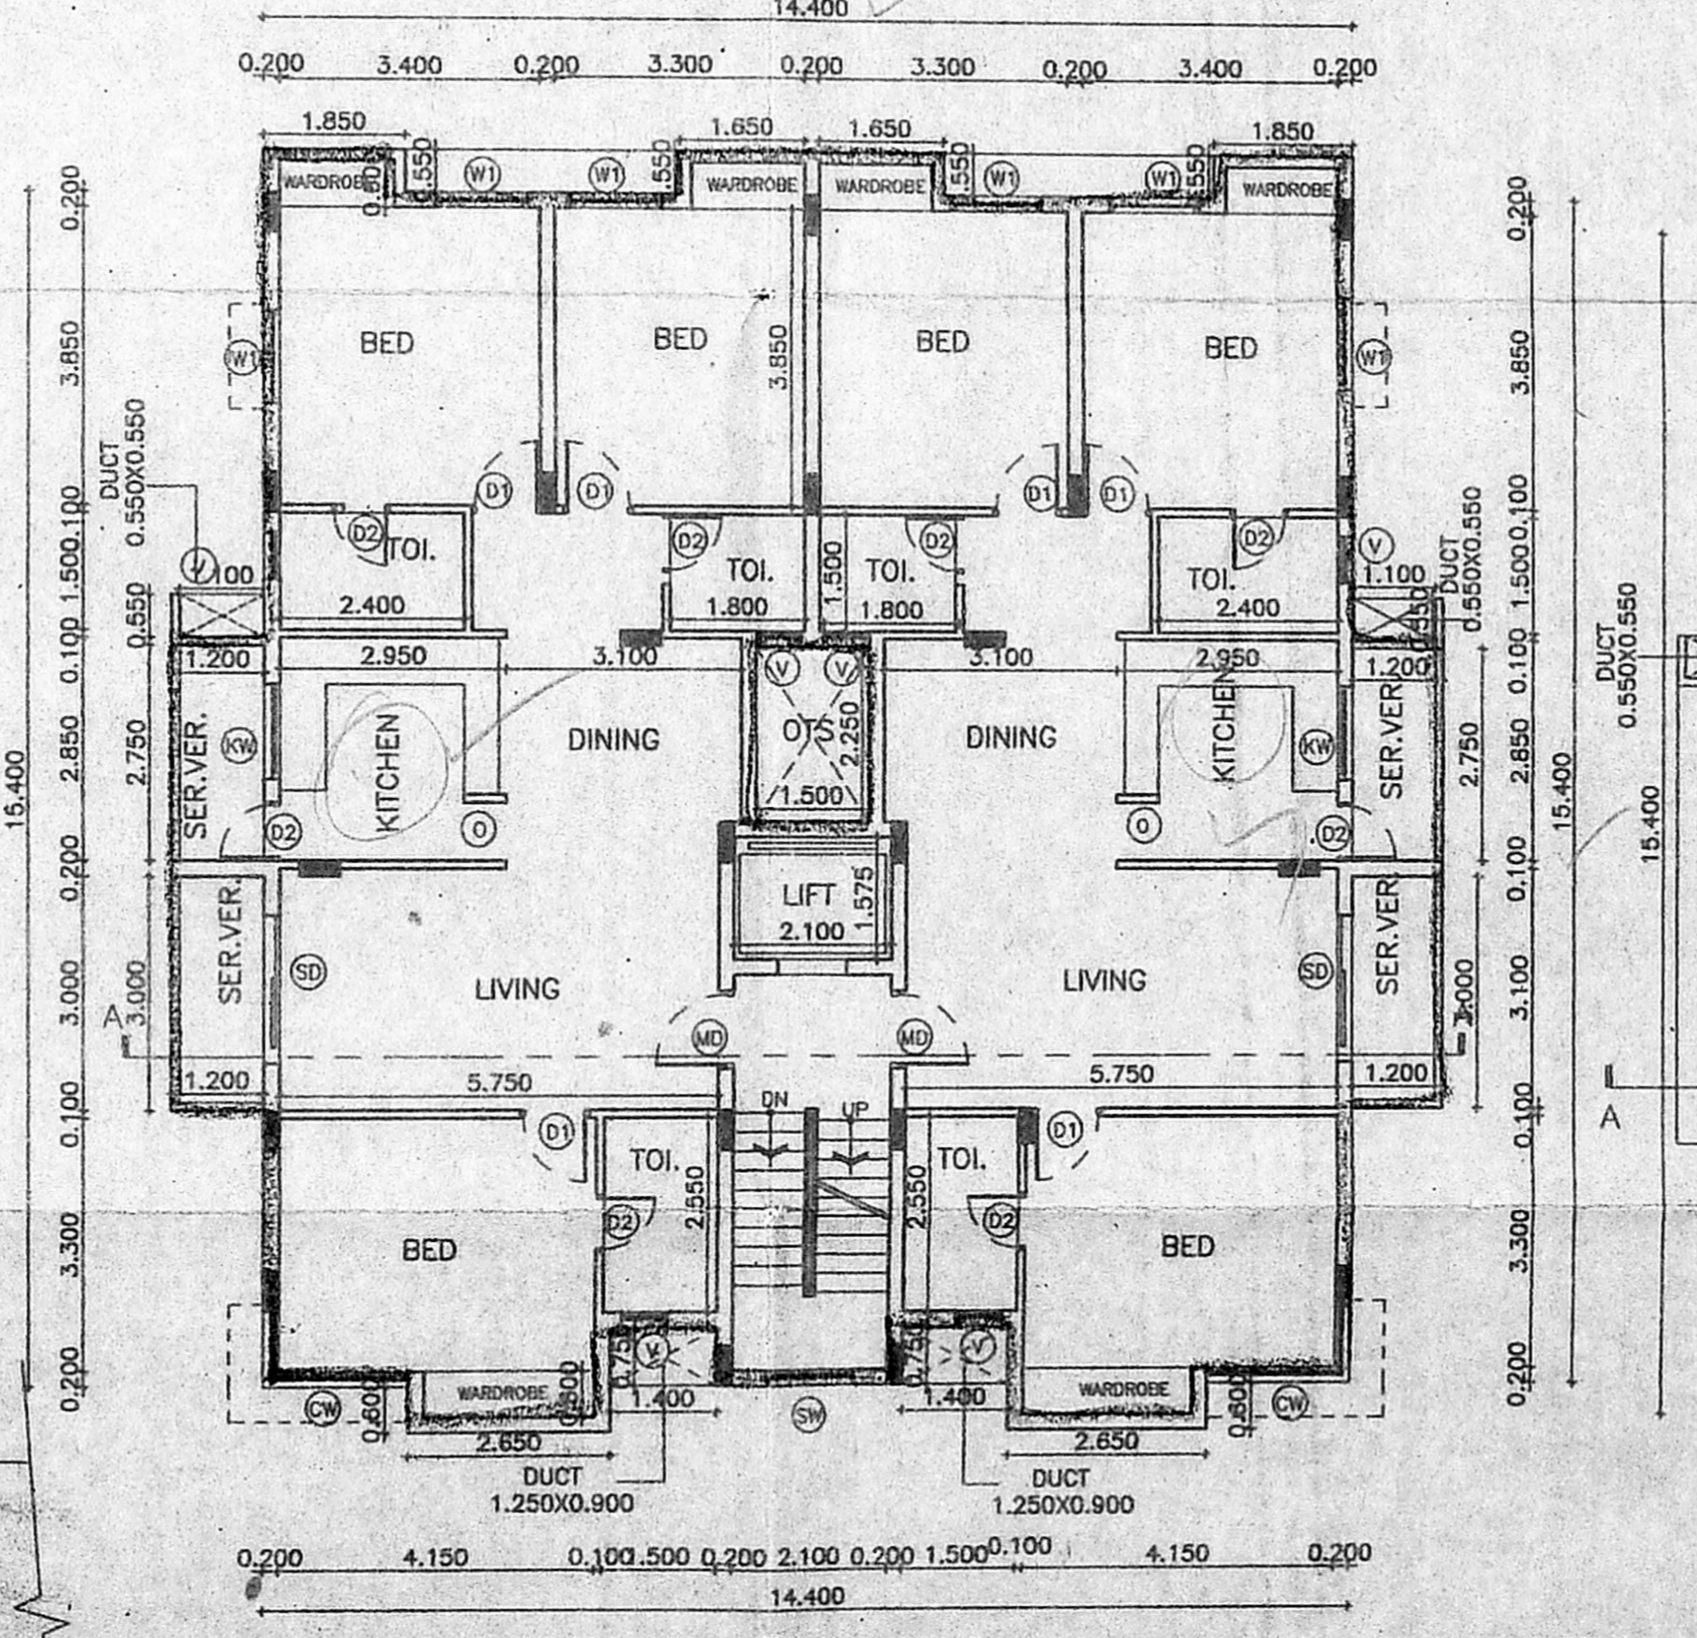 14.400
0.200 3.400 0.200 3.300 0.200 3.300 0.200 3.400 0.200
1.850 1.650 1.650 1.850
.550 .550 .550 .550
WARDROBE W1 W1 WARDROBE WARDROBE W1 W1 WARDROBE
0.200 0.200
W1 BED BED BED BED W1
3.850 3.850 3.850
DUCT
0.550X0.550
D1 D1 D1 D1
0.100 0.100
D2 TOI. D2 TOI. TOI. D2 TOI. D2
V V
100 1.100
DUCT
0.550X0.550
DUCT
0.550X0.550
1.500 1.500 1.500
2.400 1.800 1.800 2.400
0.550
0.100 0.100
1.200 2.950 3.100 3.100 2.950 1.200
V V
SER.VER. KW KITCHEN DINING OTS DINING KITCHEN KW SER.VER.
2.250
1.500
15.400 2.850 2.750 2.750 2.850 15.400 15.400
D2 O O D2
0.200 0.100
SER.VER. SD LIVING LIFT LIVING SD SER.VER.
1.575
2.100
3.000 3.000 3.100
A MD MD A
1.200 5.750 5.750 1.200
DN UP
0.100 0.100
D1 TOI. TOI. D1
2.550 2.550
D2 D2
BED BED
3.300 3.300
V
0.750 0.750
0.200 0.200
CW WARDROBE 1.400 SW 1.400 WARDROBE CW
0.600 0.600 0.600
2.650 2.650
DUCT DUCT
1.250X0.900 1.250X0.900
0.200 4.150 0.100 1.500 0.200 2.100 0.200 1.500 0.100 4.150 0.200
14.400